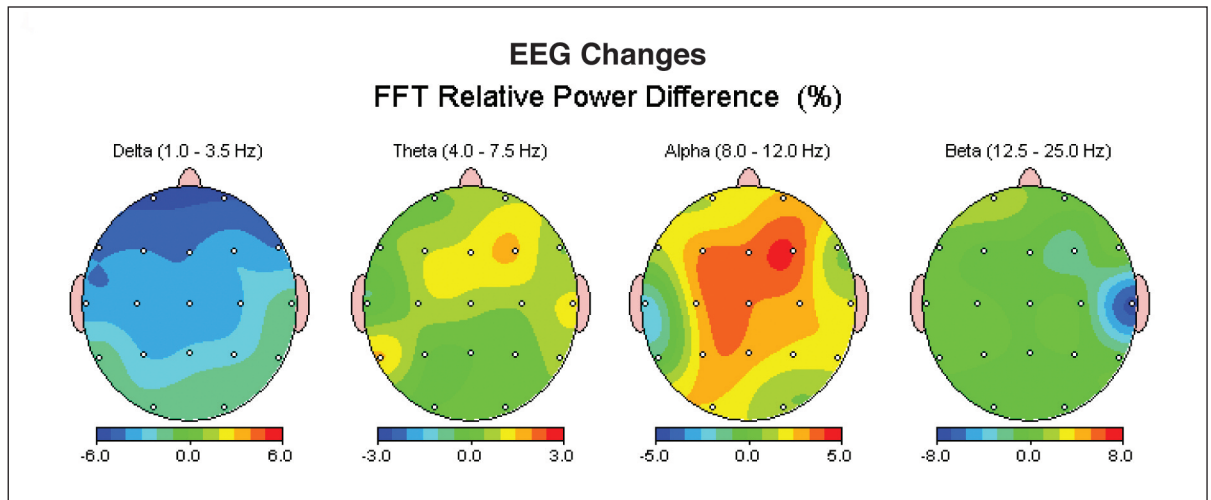 EEG Changes
FFT Relative Power Difference (%)
Delta (1.0 - 3.5 Hz) Theta (4.0 - 7.5 Hz) Alpha (8.0 - 12.0 Hz) Beta (12.5 - 25.0 Hz)
-6.0 0.0 6.0 -3.0 0.0 3.0 -5.0 0.0 5.0 -8.0 0.0 8.0